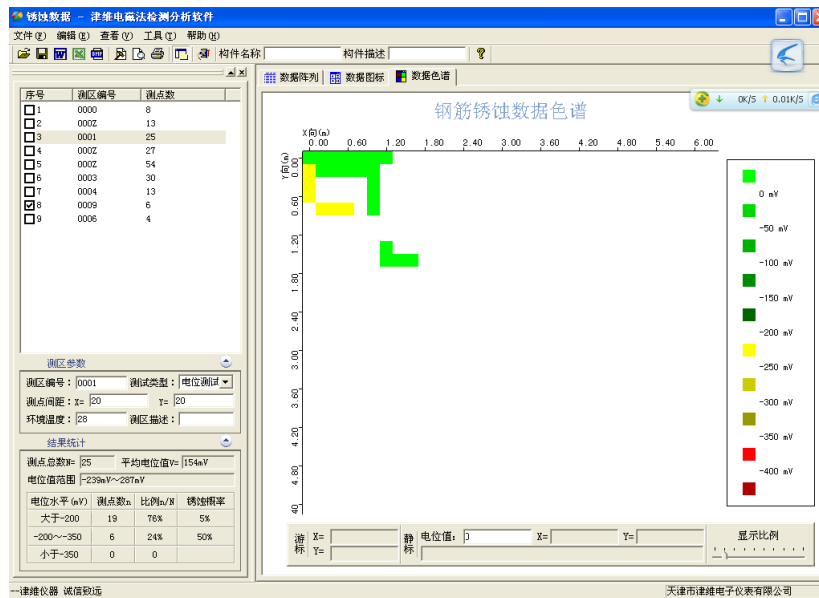 锈蚀数据 - 津维电磁法检测分析软件
文件(F) 编辑(E) 查看(V) 工具(T) 帮助(H)
构件名称 构件描述
数据阵列 数据图标 数据色谱
0K/S 0.01K/S
序号 测区编号 测点数
1 0000 8
2 000Z 13
3 0001 25
4 000Z 27
5 000Z 54
6 0003 30
7 0004 13
8 0009 6
9 0006 4
测区参数
测区编号： 0001 测试类型： 电位测试
测点间距：X= 20 Y= 20
环境温度： 28 测区描述：
结果统计
测点总数N= 25 平均电位值V= 154mV
电位值范围 -239mV～287mV
电位水平(mV) 测点数n 比例n/N 锈蚀概率
大于-200 19 76% 5%
-200～-350 6 24% 50%
小于-350 0 0
钢筋锈蚀数据色谱
X向(m)
0.00 0.60 1.20 1.80 2.40 3.00 3.60 4.20 4.80 5.40 6.00
Y向(m)
0.00
0.60
1.20
1.80
2.40
3.00
3.60
4.20
4.80
40
0 mV
-50 mV
-100 mV
-150 mV
-200 mV
-250 mV
-300 mV
-350 mV
-400 mV
游标 X= Y=
静标 电位值： X= Y=
显示比例
--津维仪器 诚信致远
天津市津维电子仪表有限公司